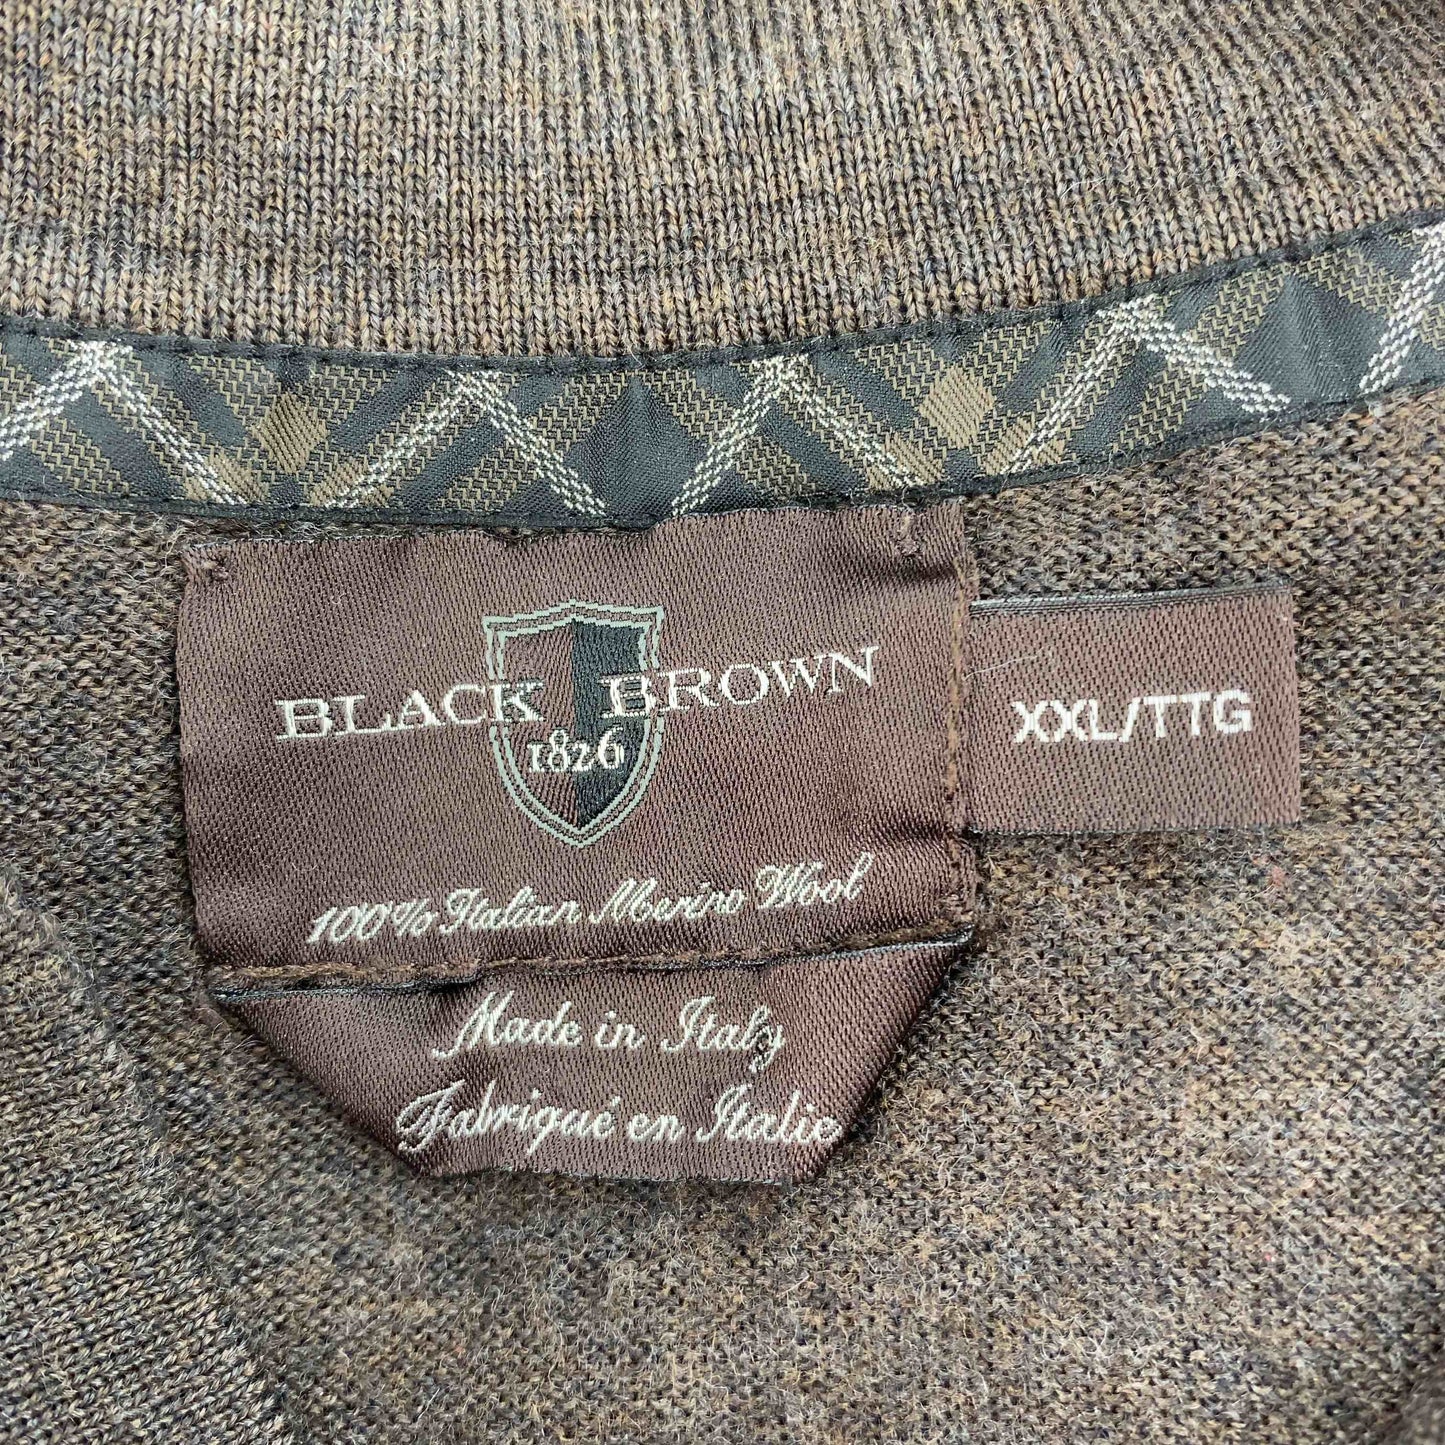 BLACK BROWN
1826
XXL/TTG
100% Italian Merino Wool
Made in Italy
Fabriqué en Italie